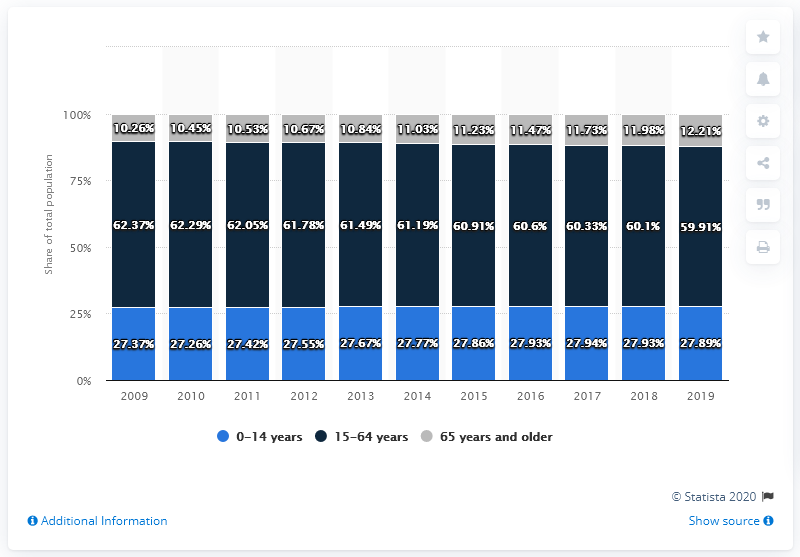 100%
75%
50%
25%
0%
Share of total population
10.26% 10.45% 10.53% 10.67% 10.84% 11.03% 11.23% 11.47% 11.73% 11.98% 12.21%
62.37% 62.29% 62.05% 61.78% 61.49% 61.19% 60.91% 60.6% 60.33% 60.1% 59.91%
27.37% 27.26% 27.42% 27.55% 27.67% 27.77% 27.86% 27.93% 27.94% 27.93% 27.89%
2009 2010 2011 2012 2013 2014 2015 2016 2017 2018 2019
0-14 years 15-64 years 65 years and older
© Statista 2020
Additional Information Show source